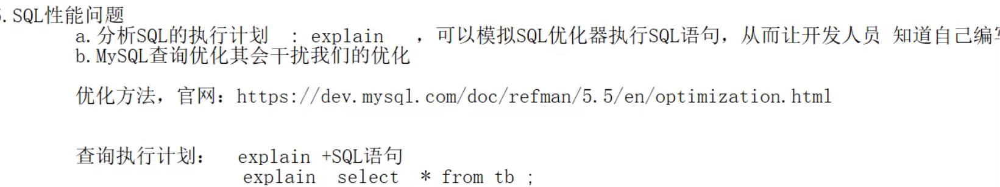 .SQL性能问题
a.分析SQL的执行计划 : explain ，可以模拟SQL优化器执行SQL语句，从而让开发人员 知道自己编
b.MySQL查询优化其会干扰我们的优化
优化方法，官网：https://dev.mysql.com/doc/refman/5.5/en/optimization.html
查询执行计划： explain +SQL语句
explain select * from tb ;